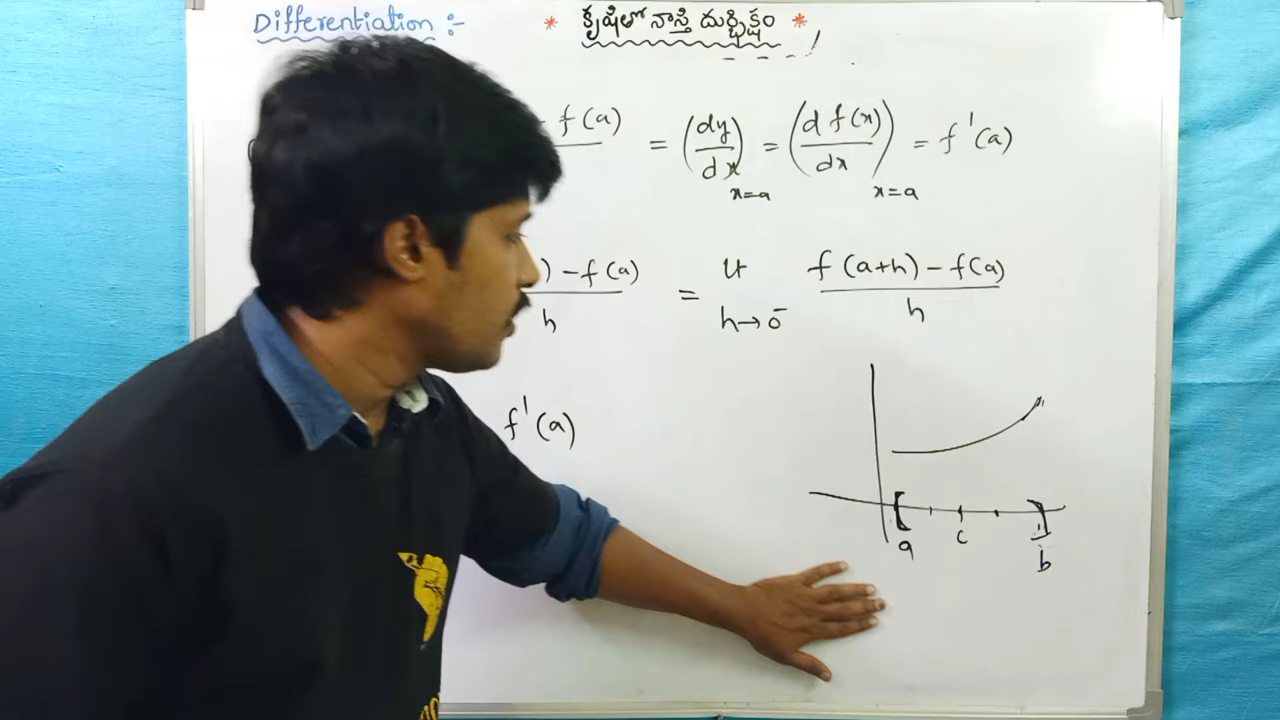 Differentiation :-
* కృషితో నాస్తి దుర్భిక్షం *
- f(a) = (dy/dx) x=a = (d f(x)/dx) x=a = f'(a)
) - f(a) / h = Lt h→0⁻ f(a+h) - f(a) / h
f'(a)
a c b